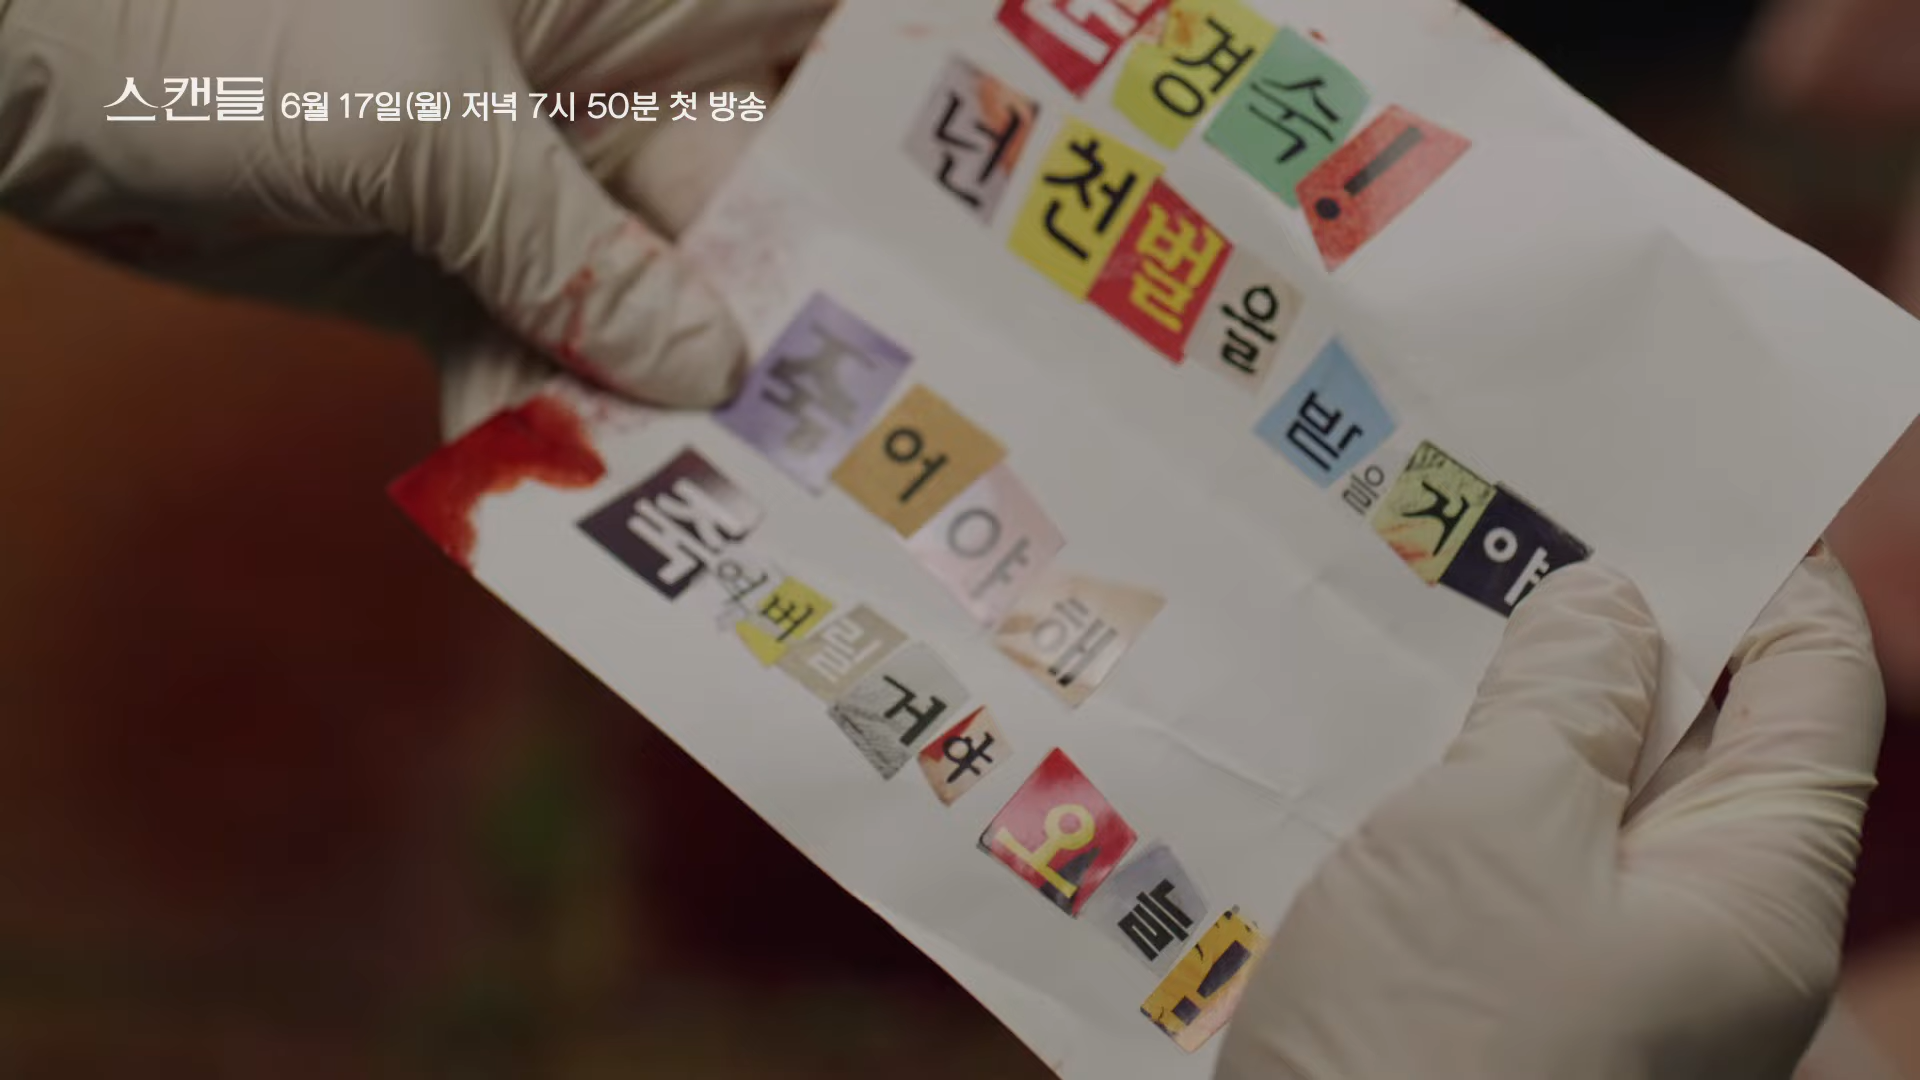 스캔들 6월 17일(월) 저녁 7시 50분 첫 방송
경숙!
넌 천벌을 받을 거야
죽어야 해
죽여버릴 거야 오늘!